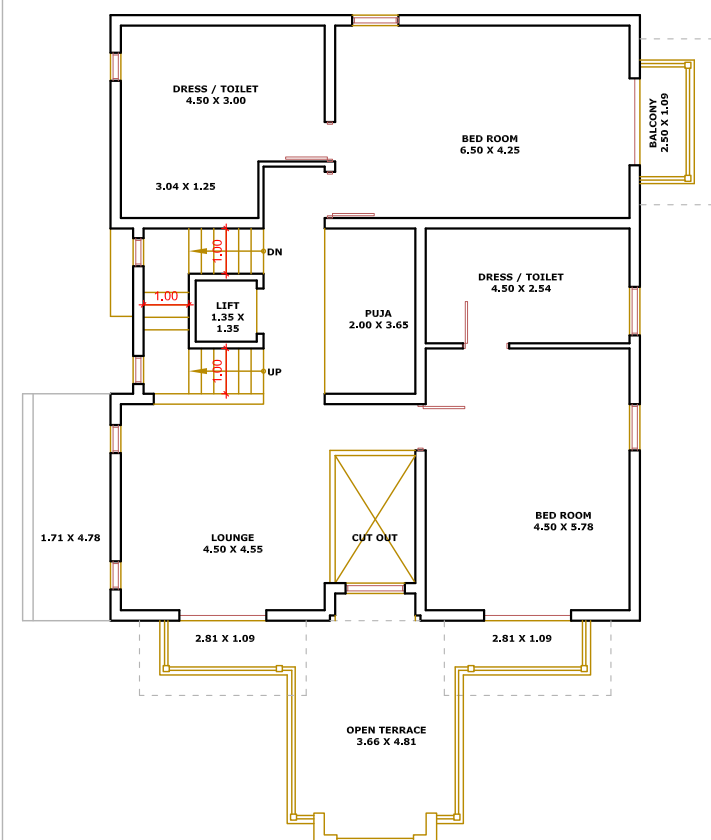 DRESS / TOILET
4.50 X 3.00
BED ROOM
6.50 X 4.25
BALCONY
2.50 X 1.09
3.04 X 1.25
1.00
DN
DRESS / TOILET
4.50 X 2.54
1.00
LIFT
1.35 X
1.35
PUJA
2.00 X 3.65
1.00
UP
BED ROOM
4.50 X 5.78
1.71 X 4.78
LOUNGE
4.50 X 4.55
CUT OUT
2.81 X 1.09
2.81 X 1.09
OPEN TERRACE
3.66 X 4.81